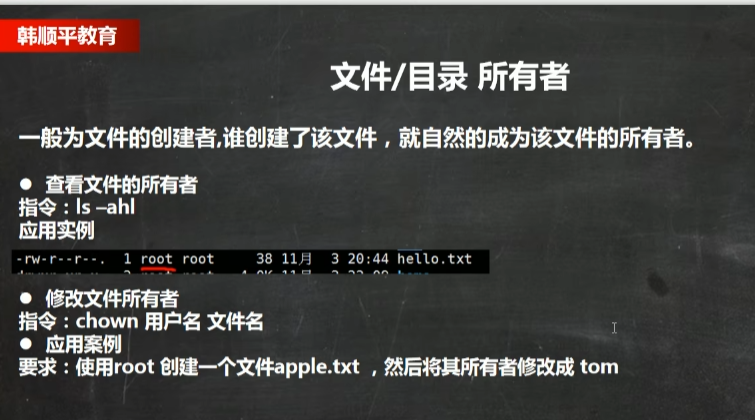 韩顺平教育
文件/目录 所有者
一般为文件的创建者,谁创建了该文件，就自然的成为该文件的所有者。
● 查看文件的所有者
指令：ls –ahl
应用实例
-rw-r--r--. 1 root root 38 11月 3 20:44 hello.txt
● 修改文件所有者
指令：chown 用户名 文件名
● 应用案例
要求：使用root 创建一个文件apple.txt ，然后将其所有者修改成 tom